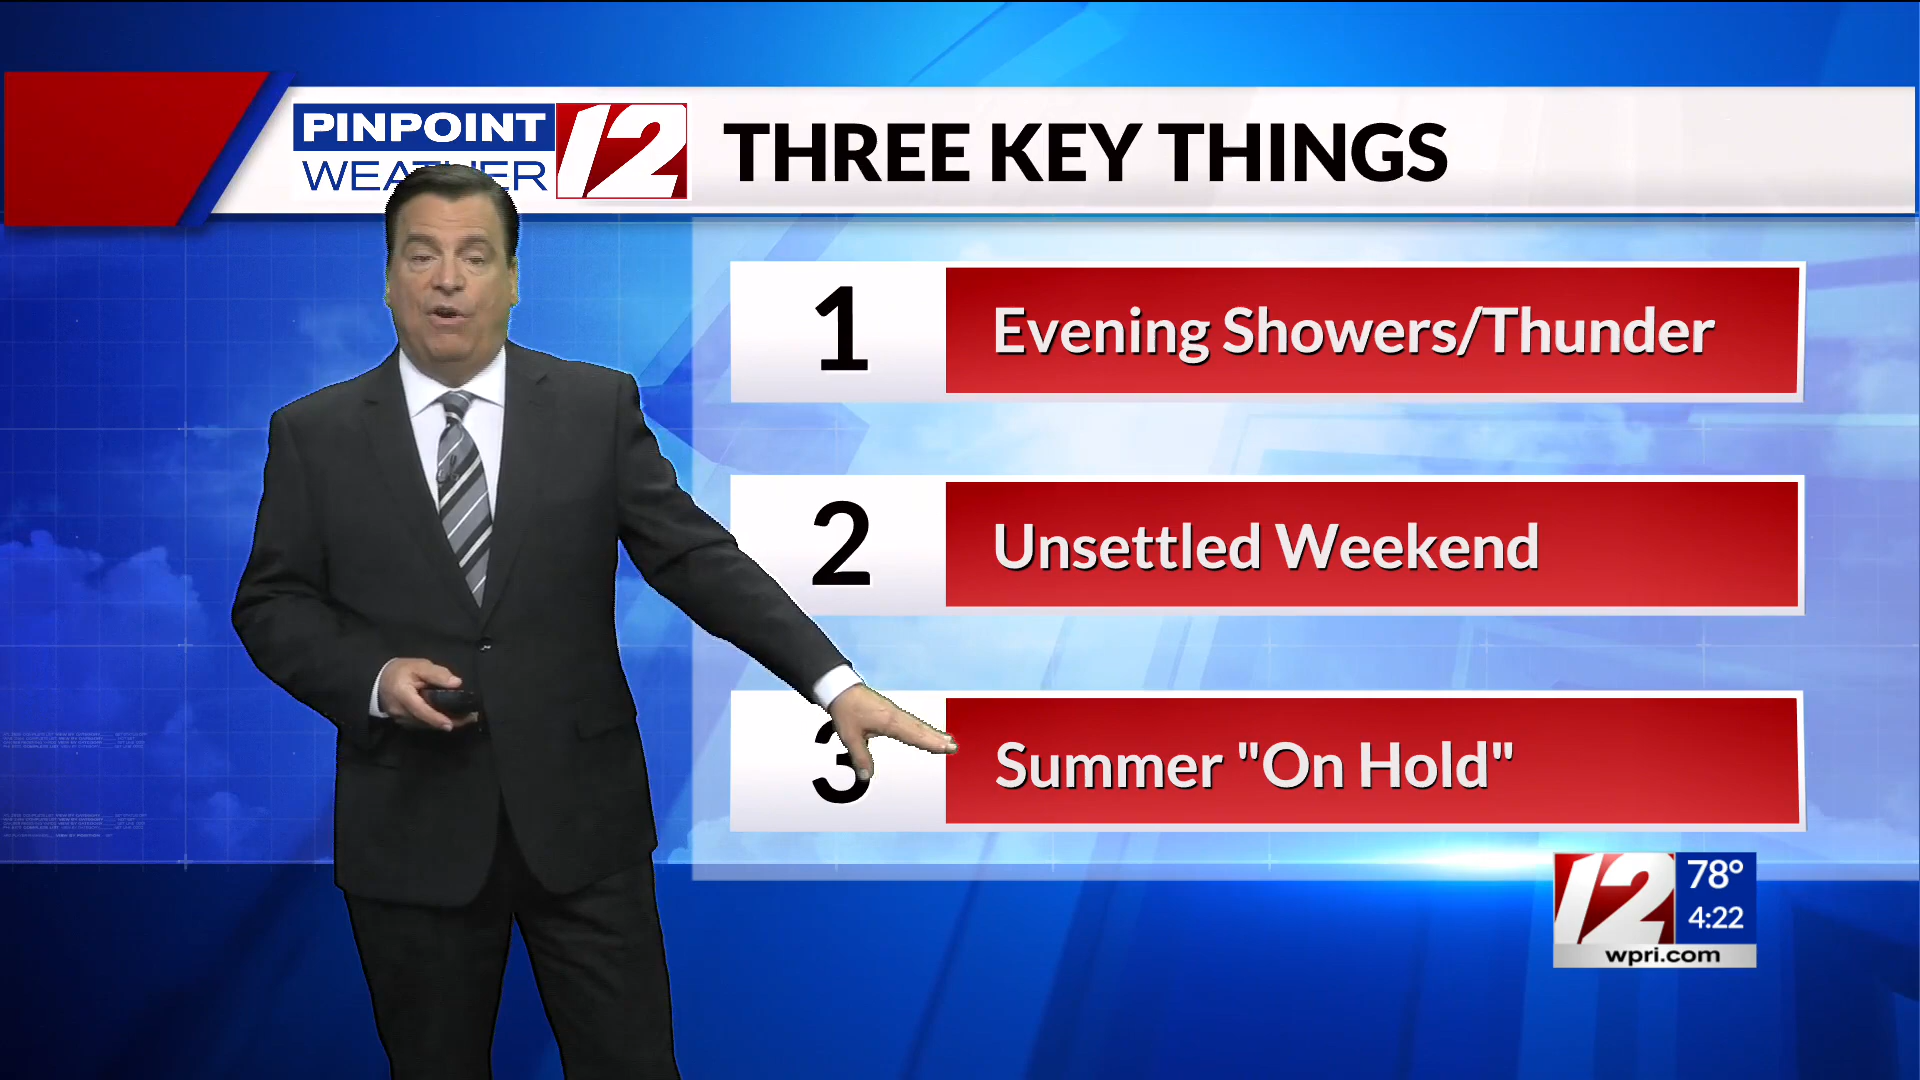 PINPOINT
WEATHER
12
THREE KEY THINGS
1
Evening Showers/Thunder
2
Unsettled Weekend
3
Summer "On Hold"
12
78°
4:22
wpri.com